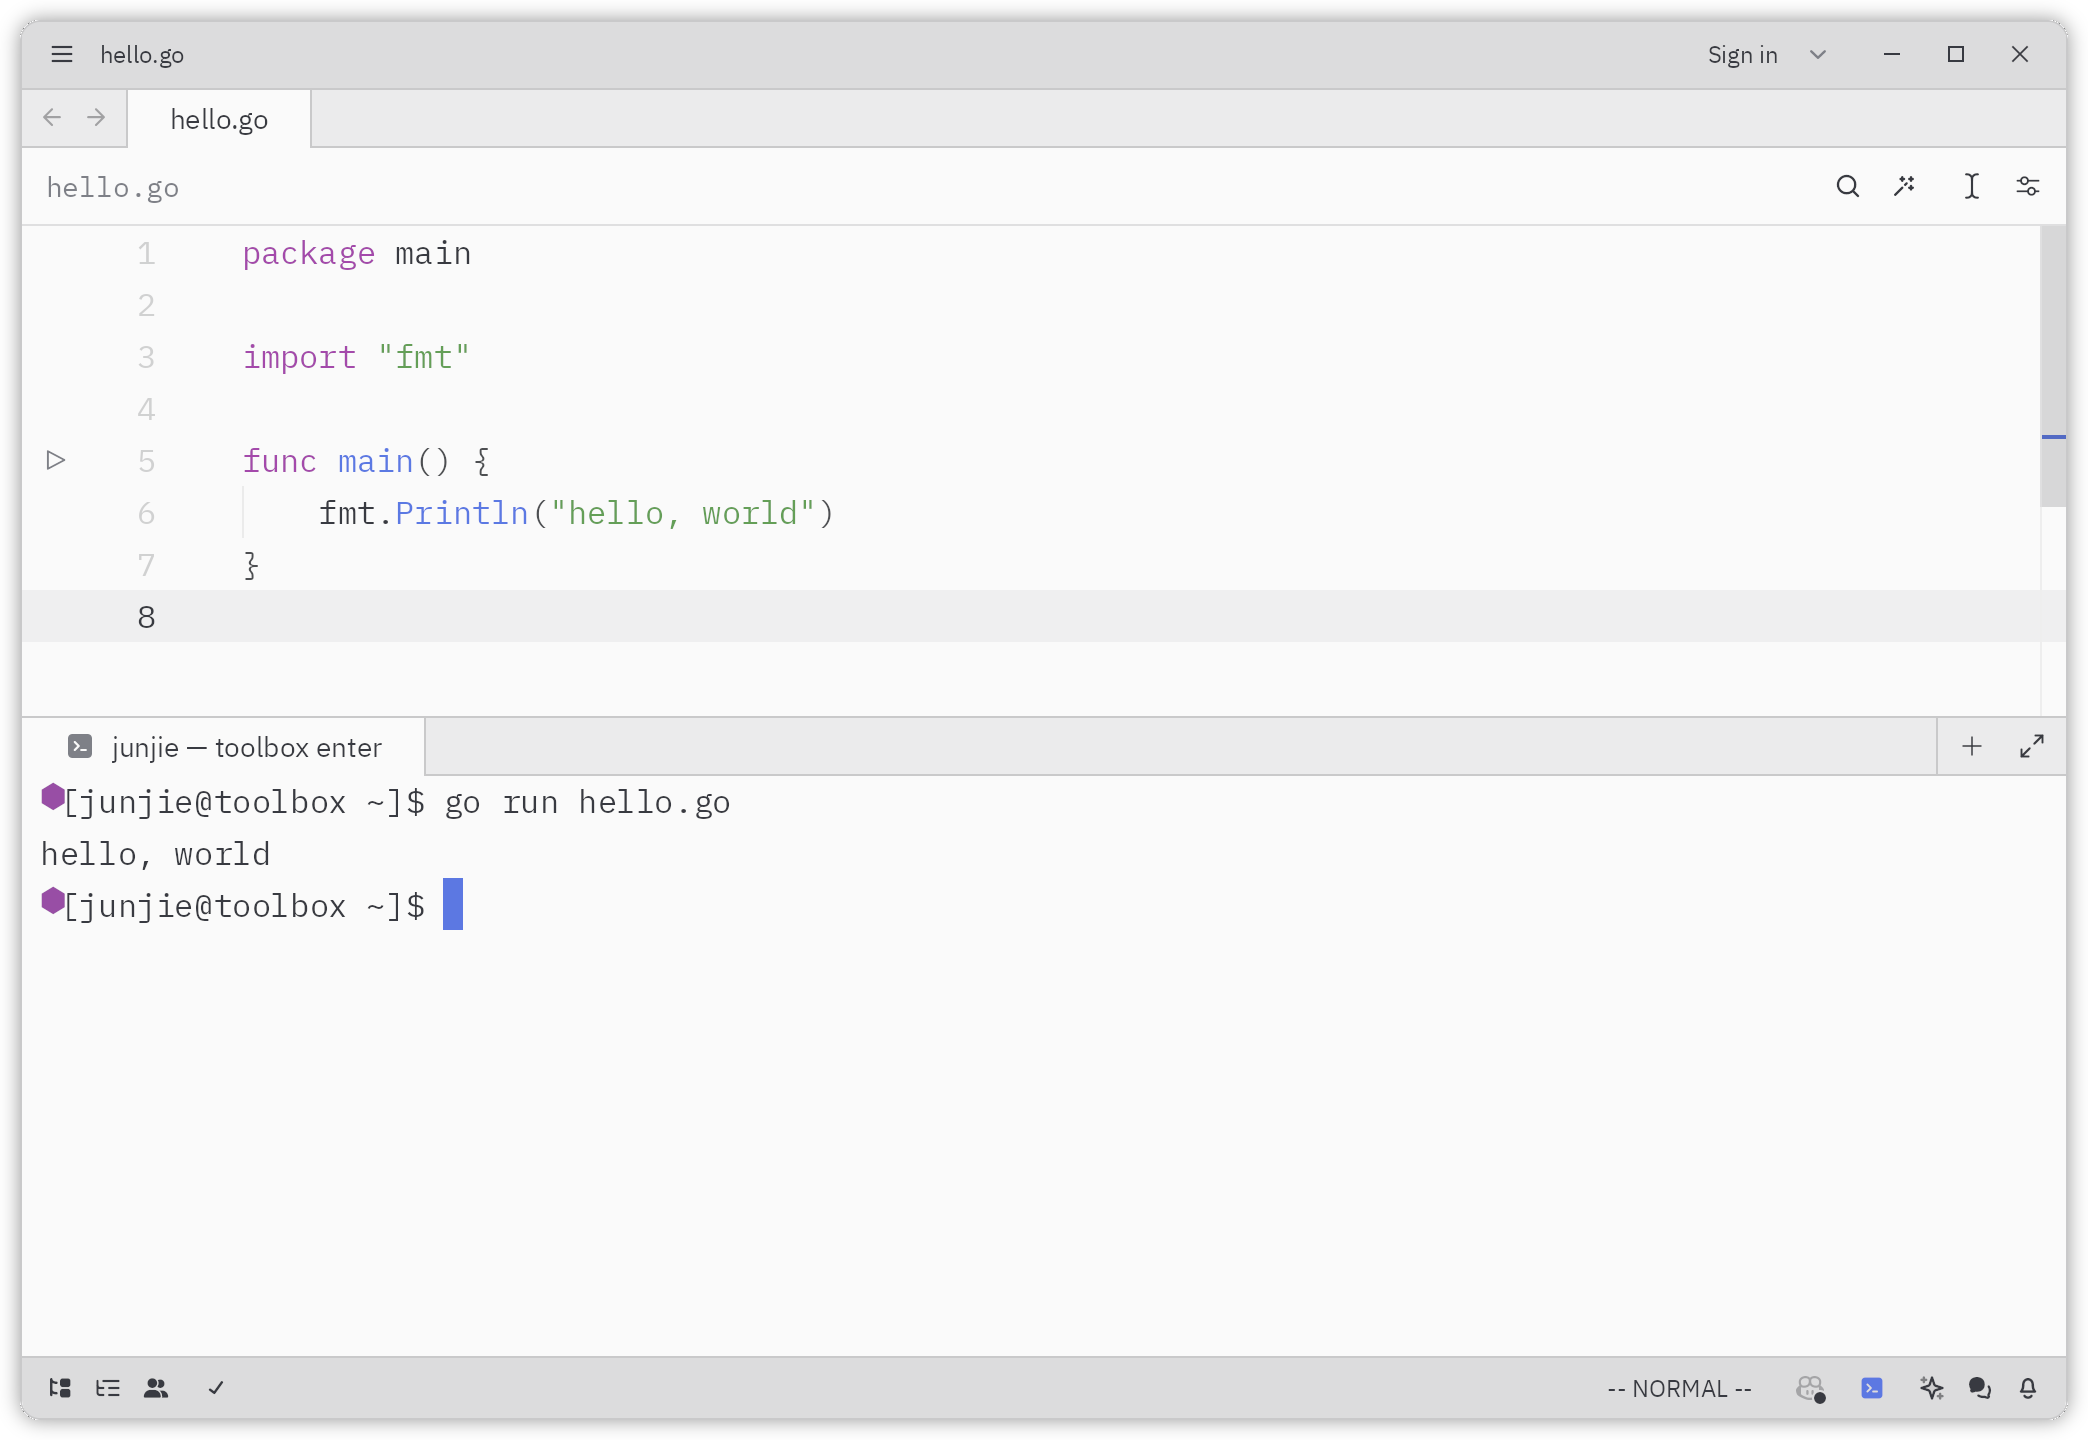 hello.go Sign in
hello.go
hello.go
1 package main
2
3 import "fmt"
4
5 func main() {
6     fmt.Println("hello, world")
7 }
8
junjie — toolbox enter
[junjie@toolbox ~]$ go run hello.go
hello, world
[junjie@toolbox ~]$
-- NORMAL --